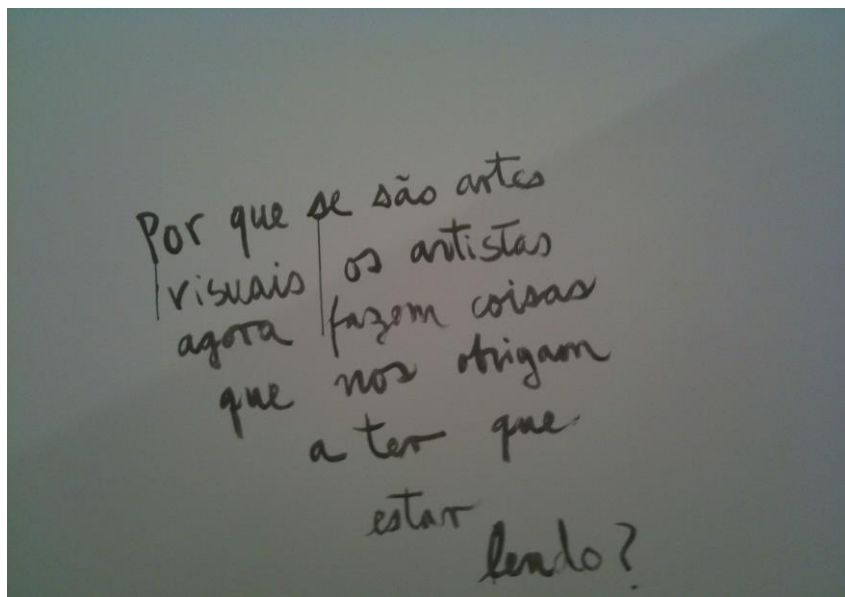 Por que se são artes
visuais os artistas
agora fazem coisas
que nos obrigam
a ter que
estar
lendo?